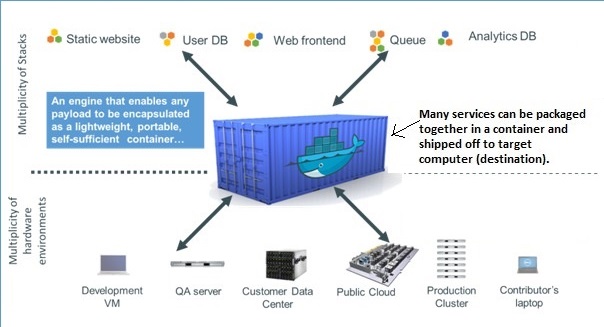 Multiplicity of Stacks
Static website
User DB
Web frontend
Queue
Analytics DB
An engine that enables any
payload to be encapsulated
as a lightweight, portable,
self-sufficient container…
Many services can be packaged
together in a container and
shipped off to target
computer (destination).
Multiplicity of
hardware
environments
Development
VM
QA server
Customer Data
Center
Public Cloud
Production
Cluster
Contributor's
laptop